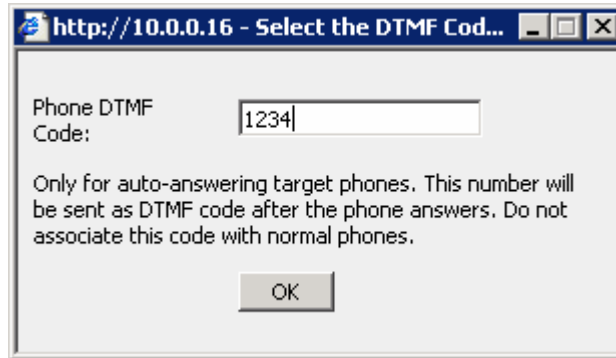 http://10.0.0.16 - Select the DTMF Cod...
Phone DTMF
Code:
1234
Only for auto-answering target phones. This number will
be sent as DTMF code after the phone answers. Do not
associate this code with normal phones.
OK